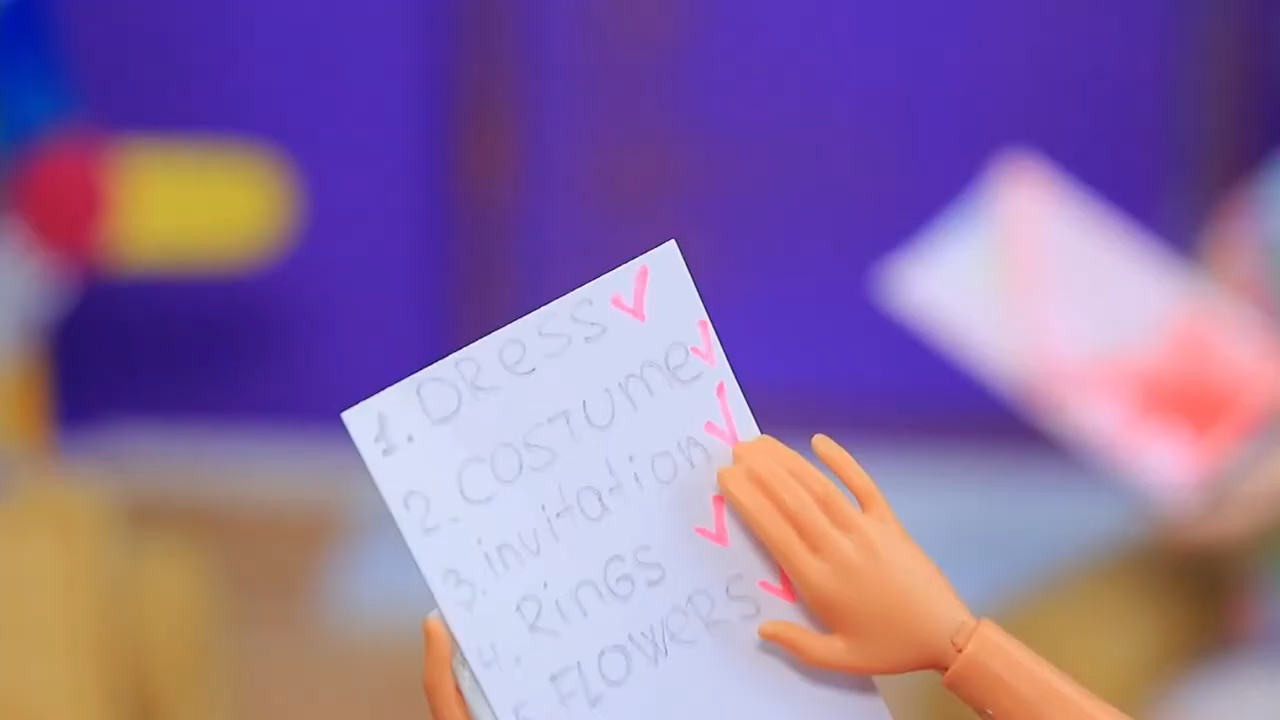 1. DRess
2. COSTUme
3. invitation
4. RinGS
5. FLOWeRS